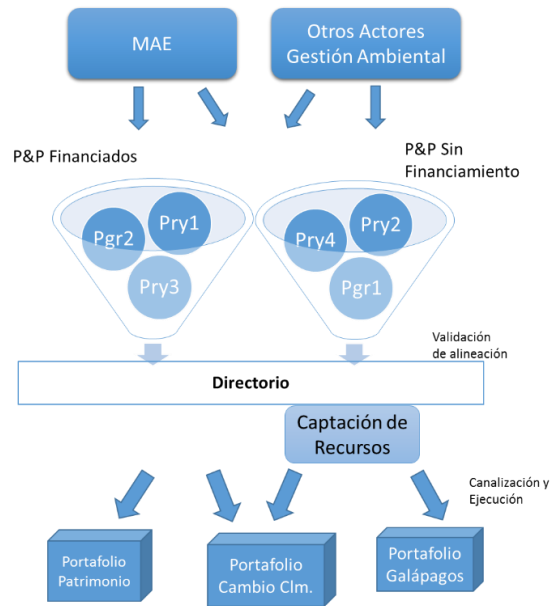 MAE
Otros Actores
Gestión Ambiental
P&P Financiados
P&P Sin
Financiamiento
Pgr2
Pry1
Pry3
Pry4
Pry2
Pgr1
Validación
de alineación
Directorio
Captación de
Recursos
Canalización y
Ejecución
Portafolio
Patrimonio
Portafolio
Cambio Clm.
Portafolio
Galápagos